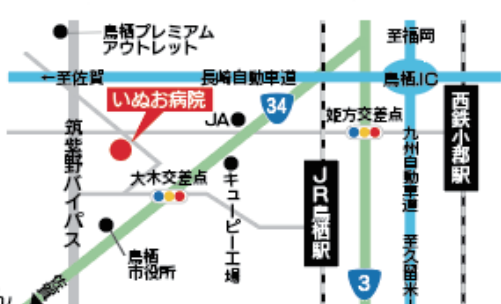 鳥栖プレミアム
アウトレット
至福岡
←至佐賀
長崎自動車道
鳥栖.IC
いぬお病院
34
JA
姫方交差点
西鉄小郡駅
筑紫野バイパス
九州自動車道
大木交差点
JR鳥栖駅
キューピー工場
鳥栖
市役所
至久留米
3